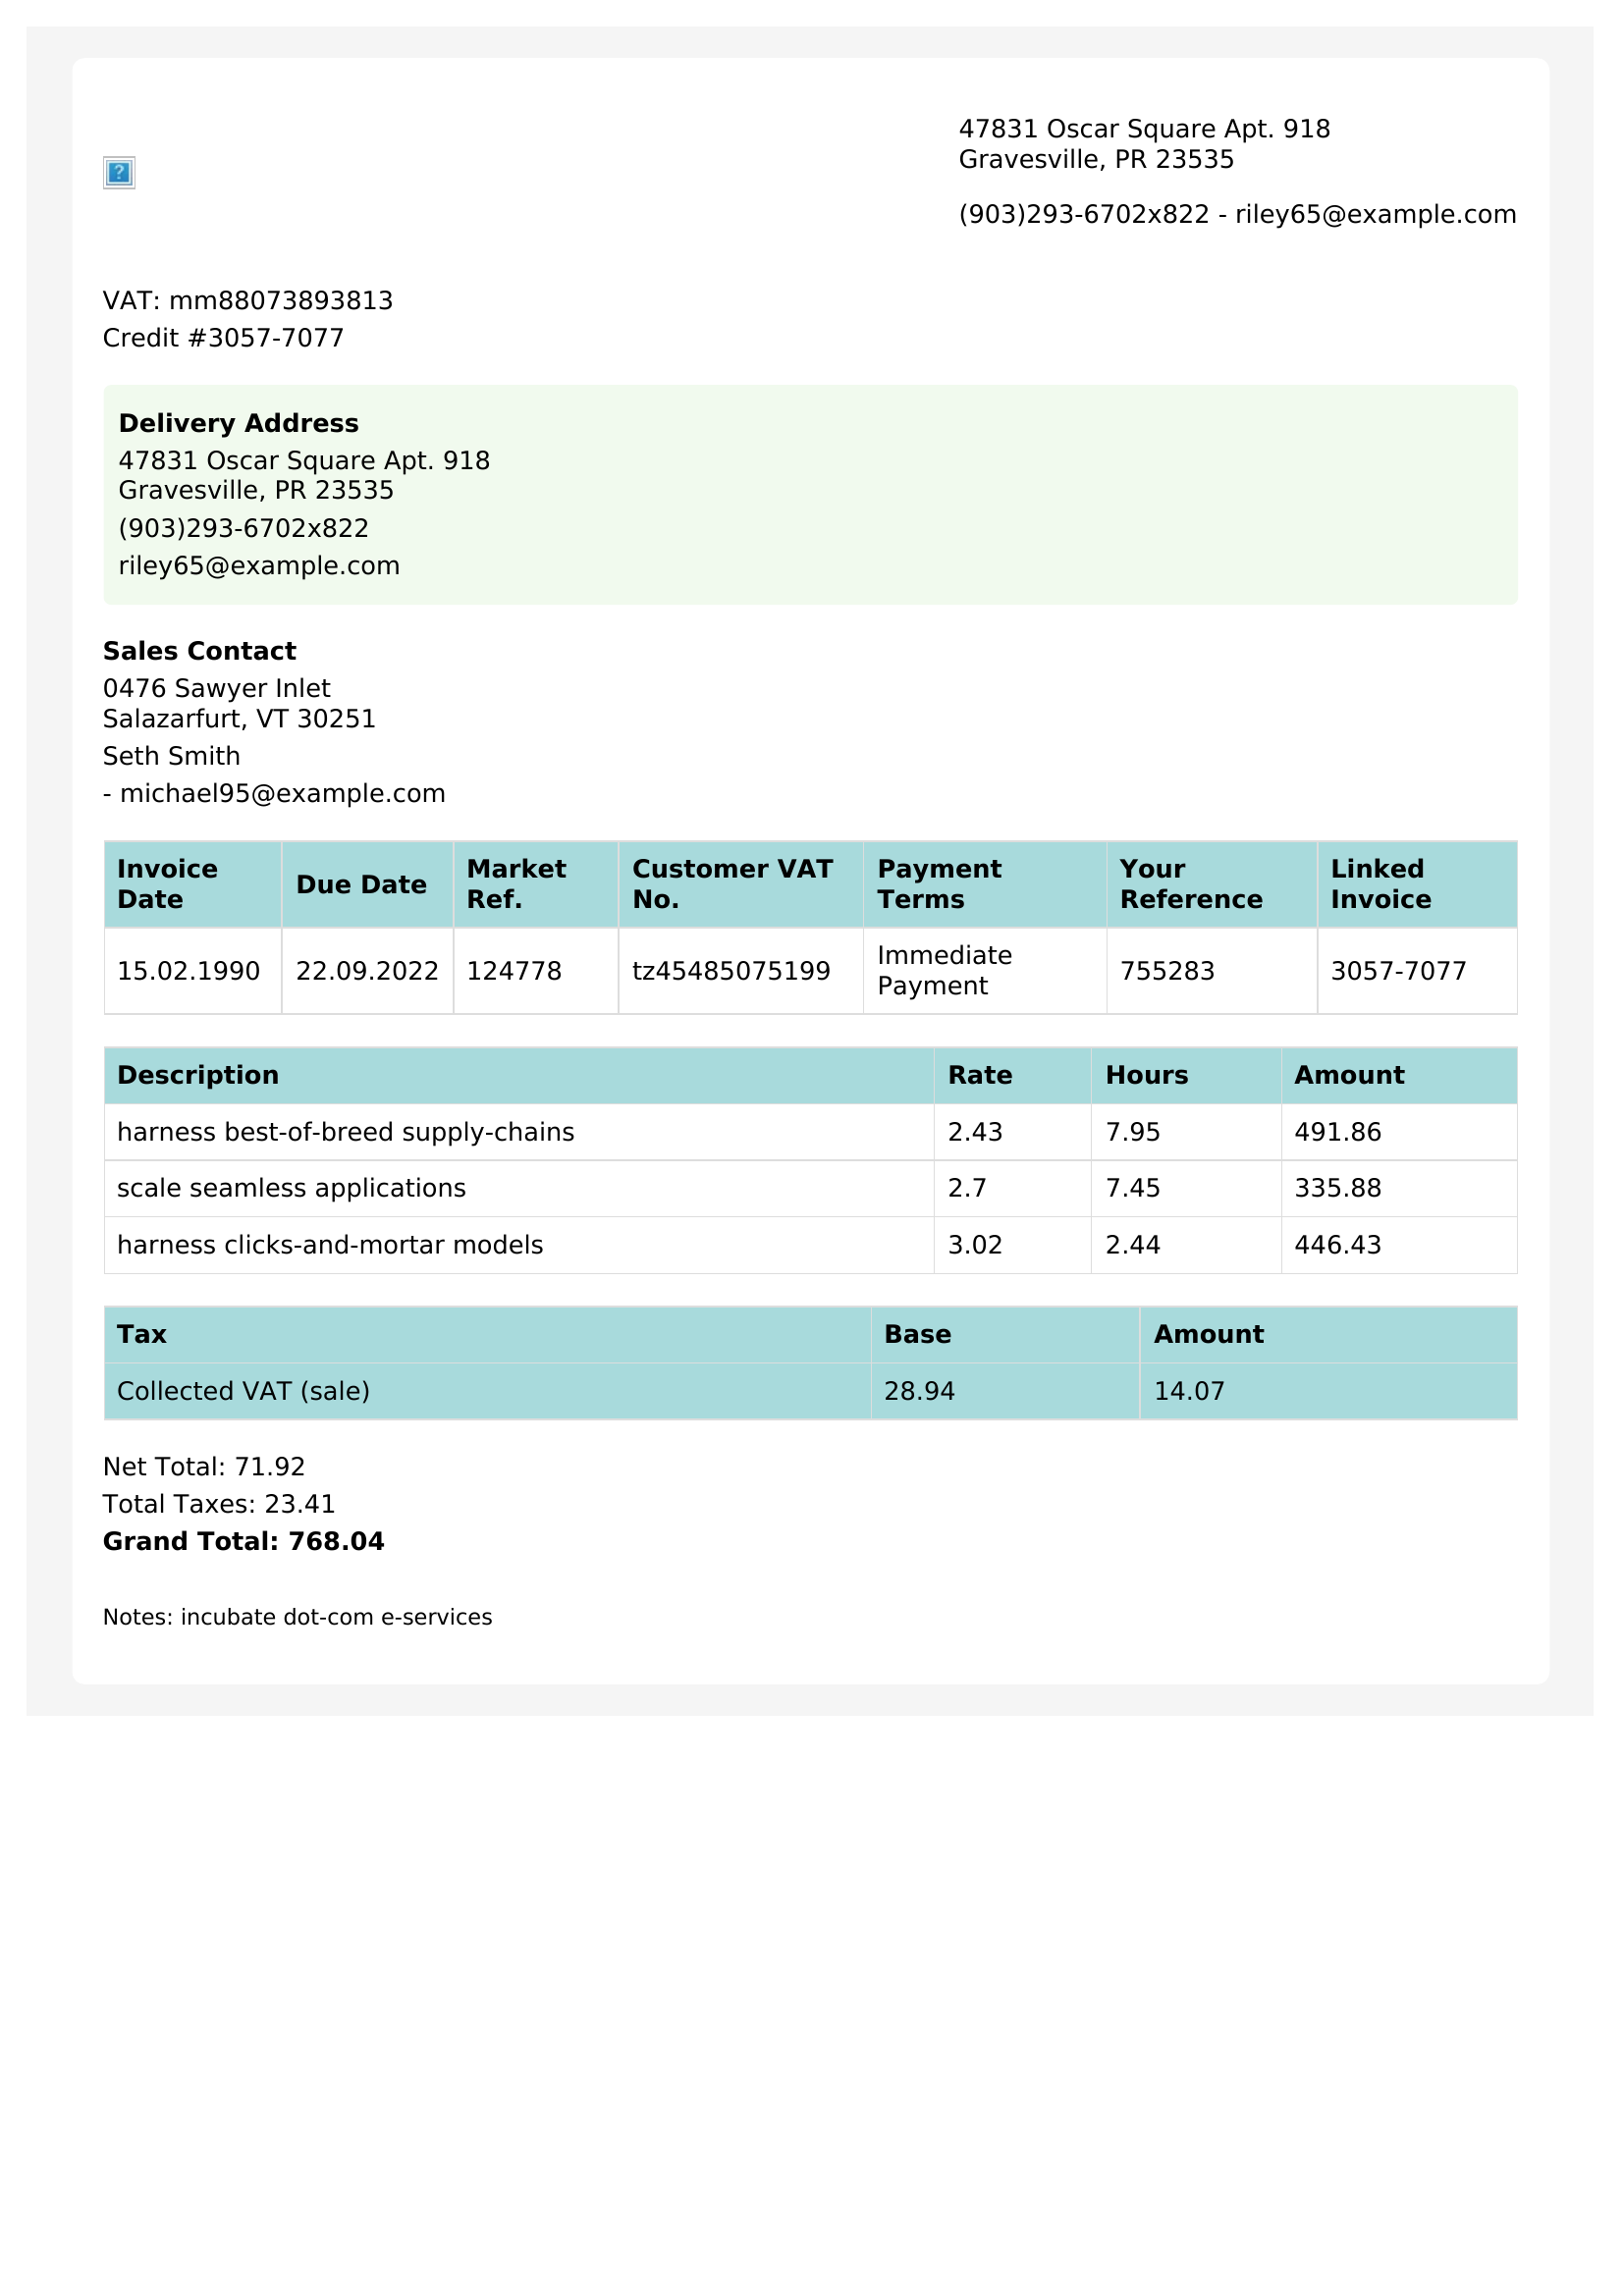 47831 Oscar Square Apt. 918
Gravesville, PR 23535
(903)293-6702x822 - riley65@example.com
VAT: mm88073893813
Credit #3057-7077
Delivery Address
47831 Oscar Square Apt. 918
Gravesville, PR 23535
(903)293-6702x822
riley65@example.com
Sales Contact
0476 Sawyer Inlet
Salazarfurt, VT 30251
Seth Smith
- michael95@example.com
Invoice Date Due Date Market Ref. Customer VAT No. Payment Terms Your Reference Linked Invoice
15.02.1990 22.09.2022 124778 tz45485075199 Immediate Payment 755283 3057-7077
Description Rate Hours Amount
harness best-of-breed supply-chains 2.43 7.95 491.86
scale seamless applications 2.7 7.45 335.88
harness clicks-and-mortar models 3.02 2.44 446.43
Tax Base Amount
Collected VAT (sale) 28.94 14.07
Net Total: 71.92
Total Taxes: 23.41
Grand Total: 768.04
Notes: incubate dot-com e-services